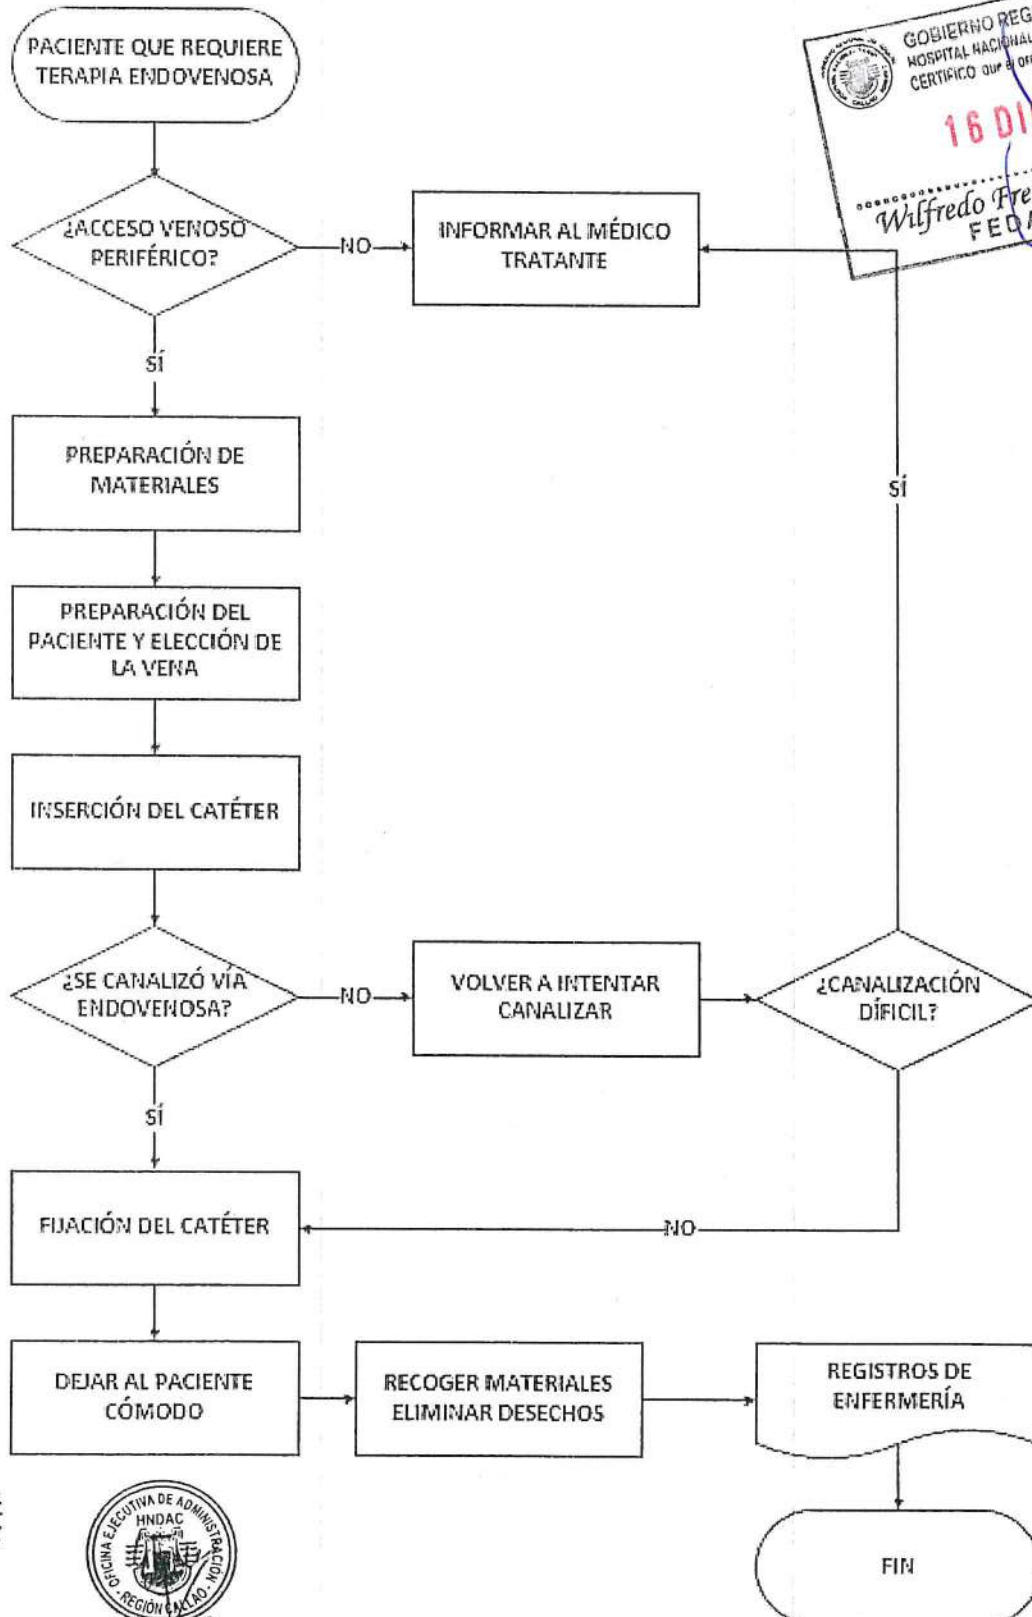 PACIENTE QUE REQUIERE
TERAPIA ENDOVENOSA
GOBIERNO REG
HOSPITAL NACIONAL
CERTIFICO que el
16 DI
Wilfredo Fre
FEDA
¿ACCESO VENOSO
PERIFÉRICO?
NO
INFORMAR AL MÉDICO
TRATANTE
SÍ
PREPARACIÓN DE
MATERIALES
SÍ
PREPARACIÓN DEL
PACIENTE Y ELECCIÓN DE
LA VENA
INSERCIÓN DEL CATÉTER
¿SE CANALIZÓ VÍA
ENDOVENOSA?
NO
VOLVER A INTENTAR
CANALIZAR
¿CANALIZACIÓN
DÍFICIL?
SÍ
FIJACIÓN DEL CATÉTER
NO
DEJAR AL PACIENTE
CÓMODO
RECOGER MATERIALES
ELIMINAR DESECHOS
REGISTROS DE
ENFERMERÍA
OFICINA EJECUTIVA DE ADMINISTRACIÓN
HNDAC
REGIÓN CALLAO
FIN